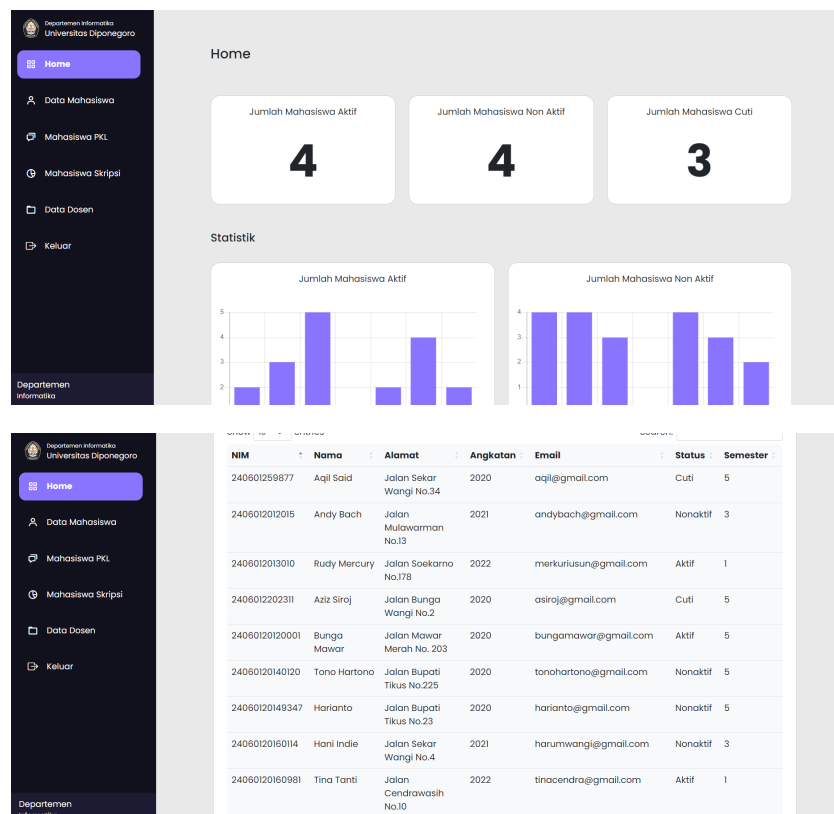 Departemen Informatika
Universitas Diponegoro
Home
Data Mahasiswa
Mahasiswa PKL
Mahasiswa Skripsi
Data Dosen
Keluar
Departemen
Informatika
Home
Jumlah Mahasiswa Aktif
4
Jumlah Mahasiswa Non Aktif
4
Jumlah Mahasiswa Cuti
3
Statistik
Jumlah Mahasiswa Aktif
5
4
3
2
Jumlah Mahasiswa Non Aktif
4
3
2
1
Departemen Informatika
Universitas Diponegoro
Home
Data Mahasiswa
Mahasiswa PKL
Mahasiswa Skripsi
Data Dosen
Keluar
Departemen
Informatika
Show 10 entries Search:
NIM Nama Alamat Angkatan Email Status Semester
240601259877 Aqil Said Jalan Sekar 2020 aqil@gmail.com Cuti 5
Wangi No.34
2406012012015 Andy Bach Jalan 2021 andybach@gmail.com Nonaktif 3
Mulawarman
No.13
2406012013010 Rudy Mercury Jalan Soekarno 2022 merkuriusun@gmail.com Aktif 1
No.178
2406012202311 Aziz Siroj Jalan Bunga 2020 asiroj@gmail.com Cuti 5
Wangi No.2
24060120120001 Bunga Jalan Mawar 2020 bungamawar@gmail.com Aktif 5
Mawar Merah No. 203
24060120140120 Tono Hartono Jalan Bupati 2020 tonohartono@gmail.com Nonaktif 5
Tikus No.225
24060120149347 Harianto Jalan Bupati 2020 harianto@gmail.com Nonaktif 5
Tikus No.23
24060120160114 Hani Indie Jalan Sekar 2021 harumwangi@gmail.com Nonaktif 3
Wangi No.4
24060120160981 Tina Tanti Jalan 2022 tinacendra@gmail.com Aktif 1
Cendrawasih
No.10